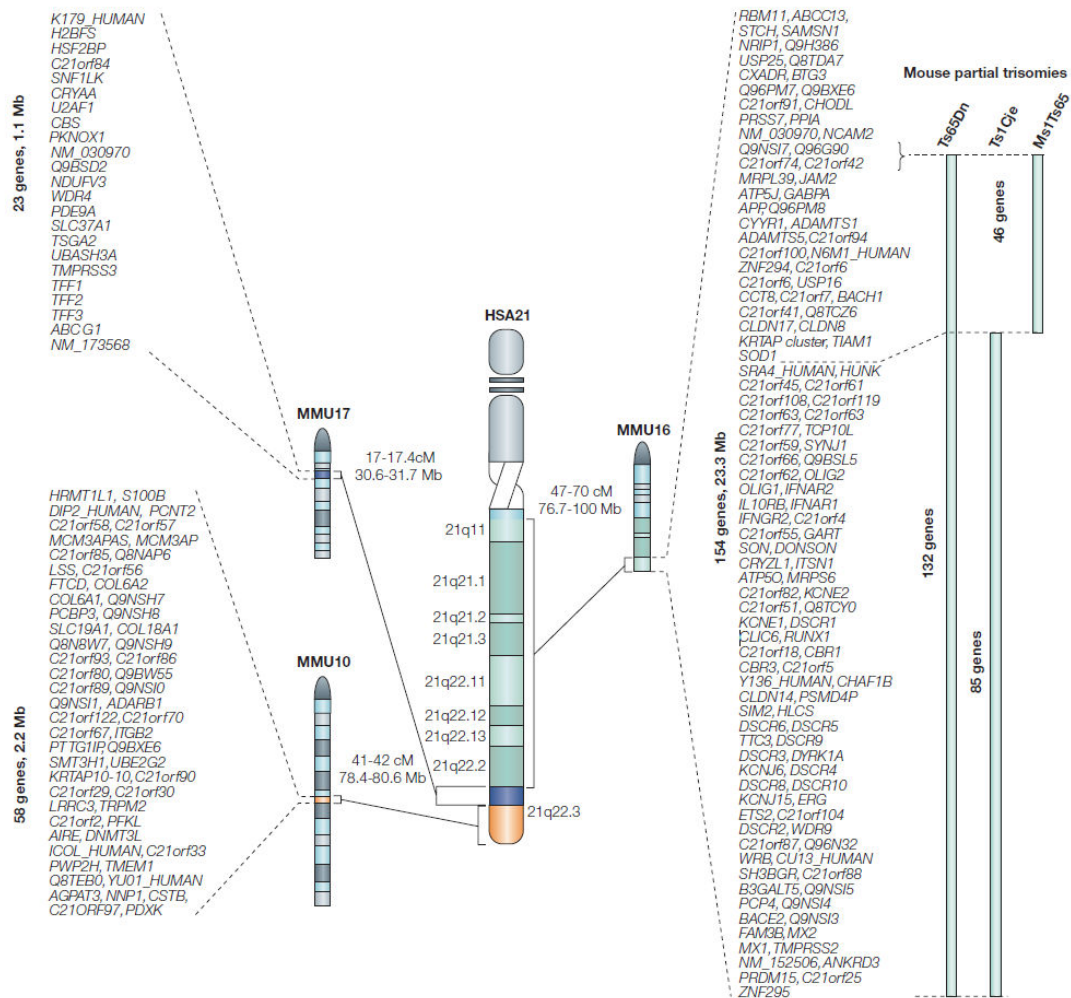 K179_HUMAN
H2BFS
HSF2BP
C21orf84
SNF1LK
CRYAA
U2AF1
CBS
PKNOX1
NM_030970
Q9BSD2
NDUFV3
WDR4
PDE9A
SLC37A1
TSGA2
UBASH3A
TMPRSS3
TFF1
TFF2
TFF3
ABCG1
NM_173568
23 genes, 1.1 Mb
MMU17
17-17.4cM
30.6-31.7 Mb
HRMT1L1, S100B
DIP2_HUMAN, PCNT2
C21orf58, C21orf57
MCM3APAS, MCM3AP
C21orf85, Q8NAP6
LSS, C21orf56
FTCD, COL6A2
COL6A1, Q9NSH7
PCBP3, Q9NSH8
SLC19A1, COL18A1
Q8N8W7, Q9NSH9
C21orf93, C21orf86
C21orf80, Q9BW55
C21orf89, Q9NSI0
Q9NSI1, ADARB1
C21orf122, C21orf70
C21orf67, ITGB2
PTTG1IP, Q9BXE6
SMT3H1, UBE2G2
KRTAP10-10, C21orf90
C21orf29, C21orf30
LRRC3, TRPM2
C21orf2, PFKL
AIRE, DNMT3L
ICOL_HUMAN, C21orf33
PWP2H, TMEM1
Q8TEB0, YU01_HUMAN
AGPAT3, NNP1, CSTB,
C21ORF97, PDXK
58 genes, 2.2 Mb
MMU10
41-42 cM
78.4-80.6 Mb
HSA21
21q11
21q21.1
21q21.2
21q21.3
21q22.11
21q22.12
21q22.13
21q22.2
21q22.3
MMU16
47-70 cM
76.7-100 Mb
154 genes, 23.3 Mb
RBM11, ABCC13,
STCH, SAMSN1
NRIP1, Q9H386
USP25, Q8TDA7
CXADR, BTG3
Q96PM7, Q9BXE6
C21orf91, CHODL
PRSS7, PPIA
NM_030970, NCAM2
Q9NSI7, Q96G90
C21orf74, C21orf42
MRPL39, JAM2
ATP5J, GABPA
APP, Q96PM8
CYYR1, ADAMTS1
ADAMTS5, C21orf94
C21orf100, N6M1_HUMAN
ZNF294, C21orf6
C21orf6, USP16
CCT8, C21orf7, BACH1
C21orf41, Q8TCZ6
CLDN17, CLDN8
KRTAP cluster, TIAM1
SOD1
SRA4_HUMAN, HUNK
C21orf45, C21orf61
C21orf108, C21orf119
C21orf63, C21orf63
C21orf77, TCP10L
C21orf59, SYNJ1
C21orf66, Q9BSL5
C21orf62, OLIG2
OLIG1, IFNAR2
IL10RB, IFNAR1
IFNGR2, C21orf4
C21orf55, GART
SON, DONSON
CRYZL1, ITSN1
ATP5O, MRPS6
C21orf82, KCNE2
C21orf51, Q8TCY0
KCNE1, DSCR1
CLIC6, RUNX1
C21orf18, CBR1
CBR3, C21orf5
Y136_HUMAN, CHAF1B
CLDN14, PSMD4P
SIM2, HLCS
DSCR6, DSCR5
TTC3, DSCR9
DSCR3, DYRK1A
KCNJ6, DSCR4
DSCR8, DSCR10
KCNJ15, ERG
ETS2, C21orf104
DSCR2, WDR9
C21orf87, Q96N32
WRB, CU13_HUMAN
SH3BGR, C21orf88
B3GALT5, Q9NSI5
PCP4, Q9NSI4
BACE2, Q9NSI3
FAM3B, MX2
MX1, TMPRSS2
NM_152506, ANKRD3
PRDM15, C21orf25
ZNF295
Mouse partial trisomies
Ts65Dn
Ts1Cje
Ms1Ts65
46 genes
132 genes
85 genes